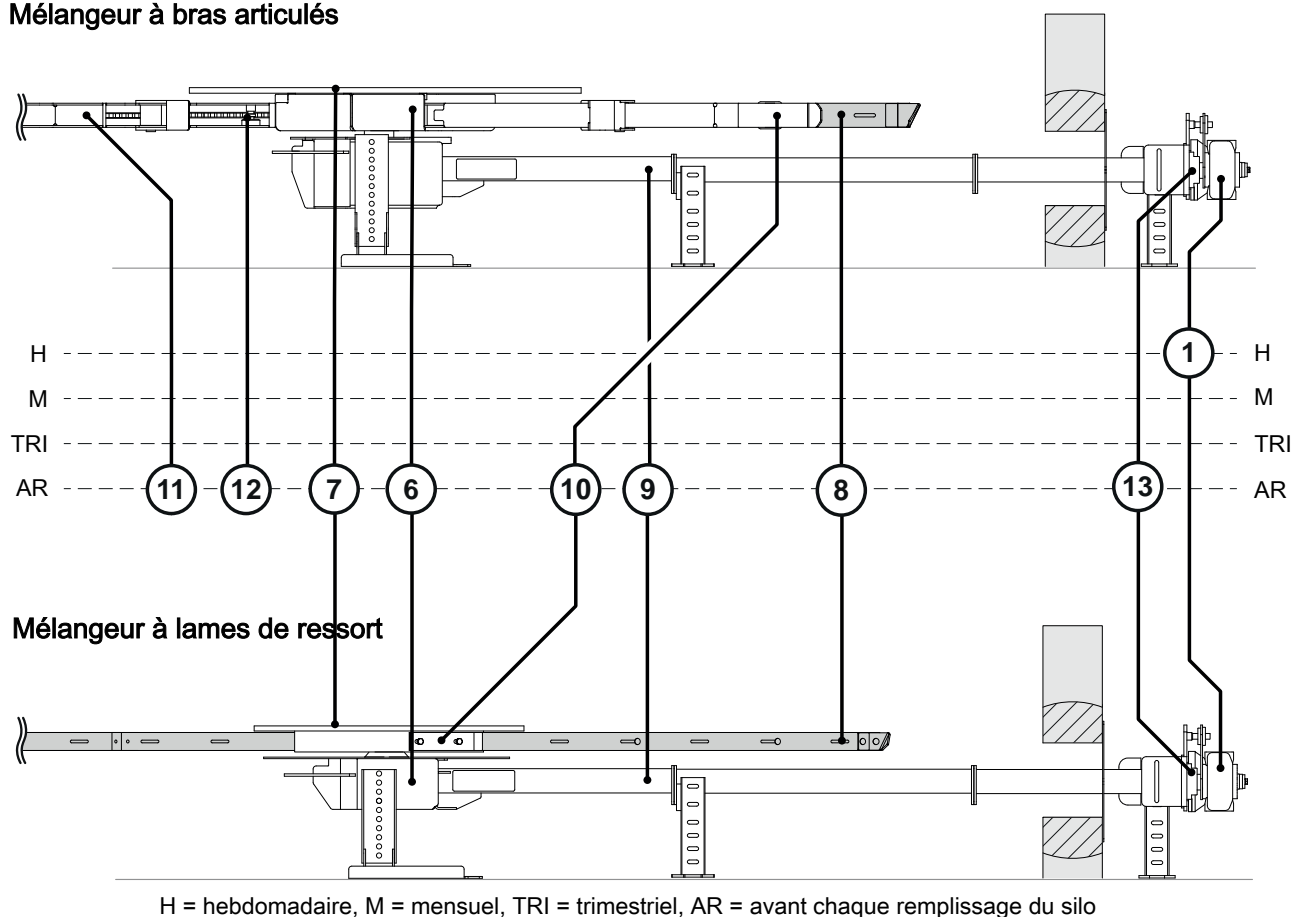 Mélangeur à bras articulés
H 1 H
M M
TRI TRI
AR 11 12 7 6 10 9 8 13 AR
Mélangeur à lames de ressort
H = hebdomadaire, M = mensuel, TRI = trimestriel, AR = avant chaque remplissage du silo